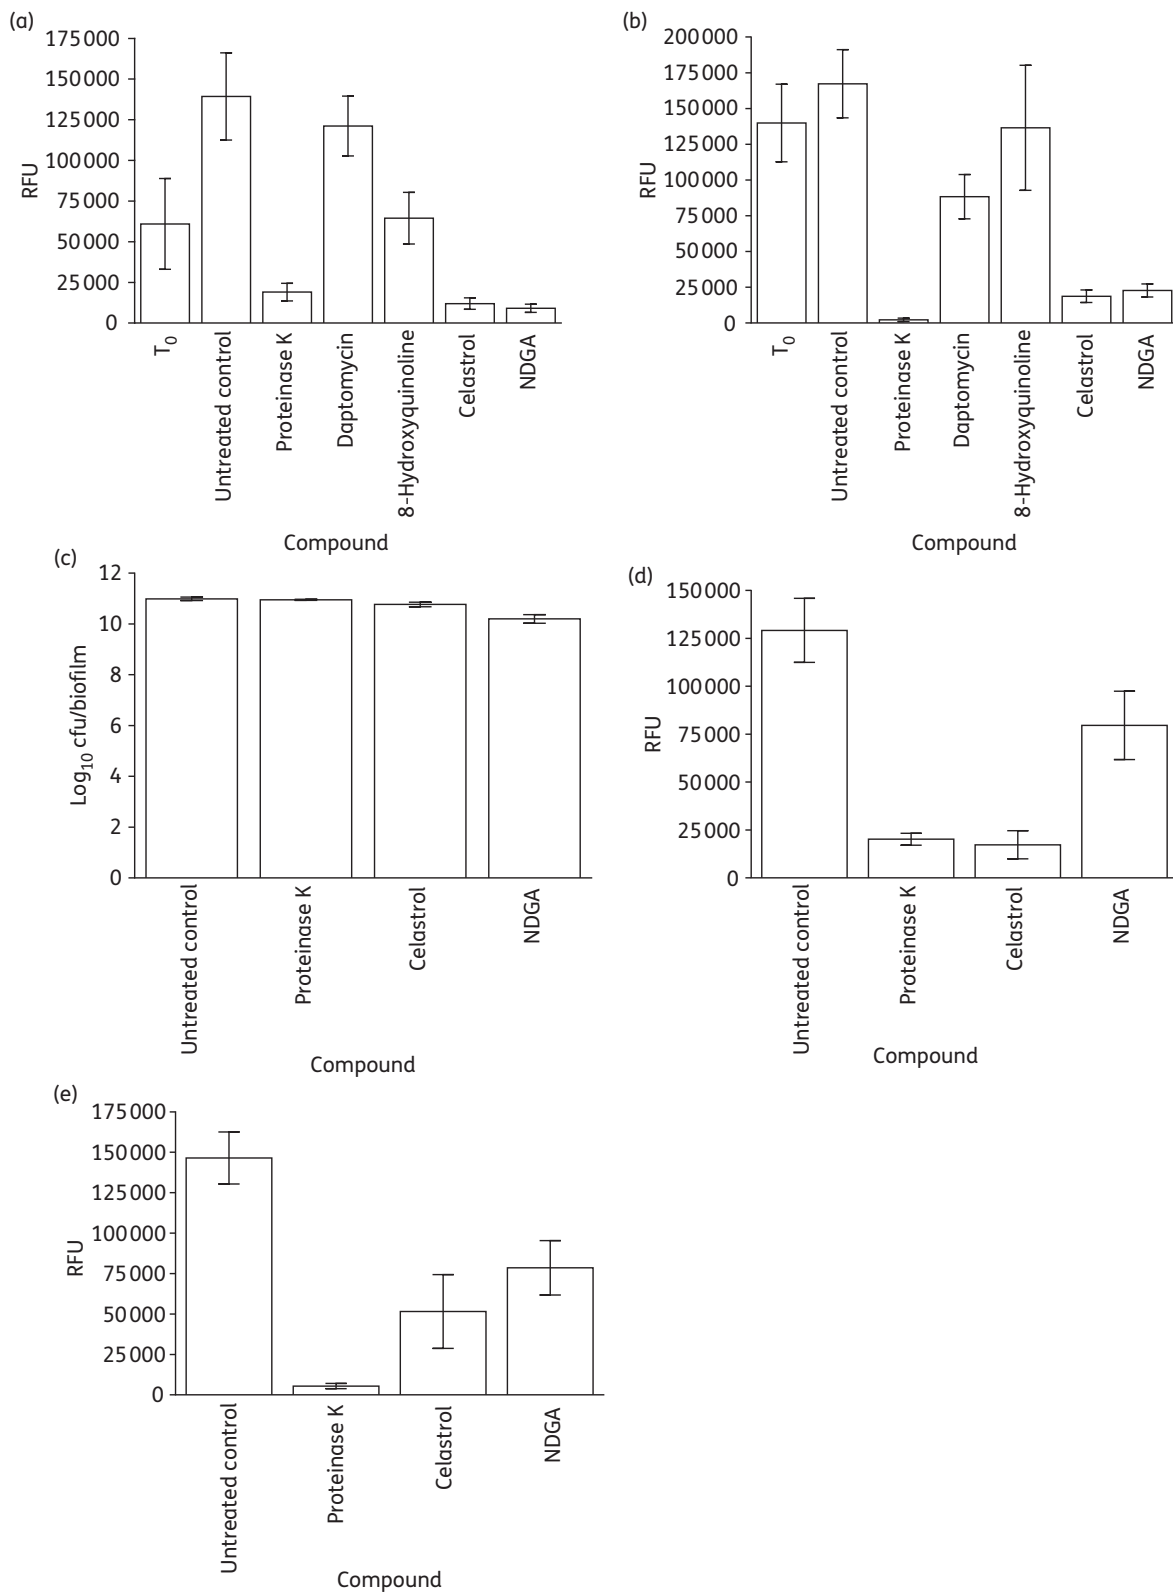 (a)
175 000
150 000
125 000
100 000
75 000
50 000
25 000
0
RFU
T0
Untreated control
Proteinase K
Daptomycin
8-Hydroxyquinoline
Celastrol
NDGA
Compound
(b)
200 000
175 000
150 000
125 000
100 000
75 000
50 000
25 000
0
RFU
T0
Untreated control
Proteinase K
Daptomycin
8-Hydroxyquinoline
Celastrol
NDGA
Compound
(c)
12
10
8
6
4
2
0
Log10 cfu/biofilm
Untreated control
Proteinase K
Celastrol
NDGA
Compound
(d)
150 000
125 000
100 000
75 000
50 000
25 000
0
RFU
Untreated control
Proteinase K
Celastrol
NDGA
Compound
(e)
175 000
150 000
125 000
100 000
75 000
50 000
25 000
0
RFU
Untreated control
Proteinase K
Celastrol
NDGA
Compound